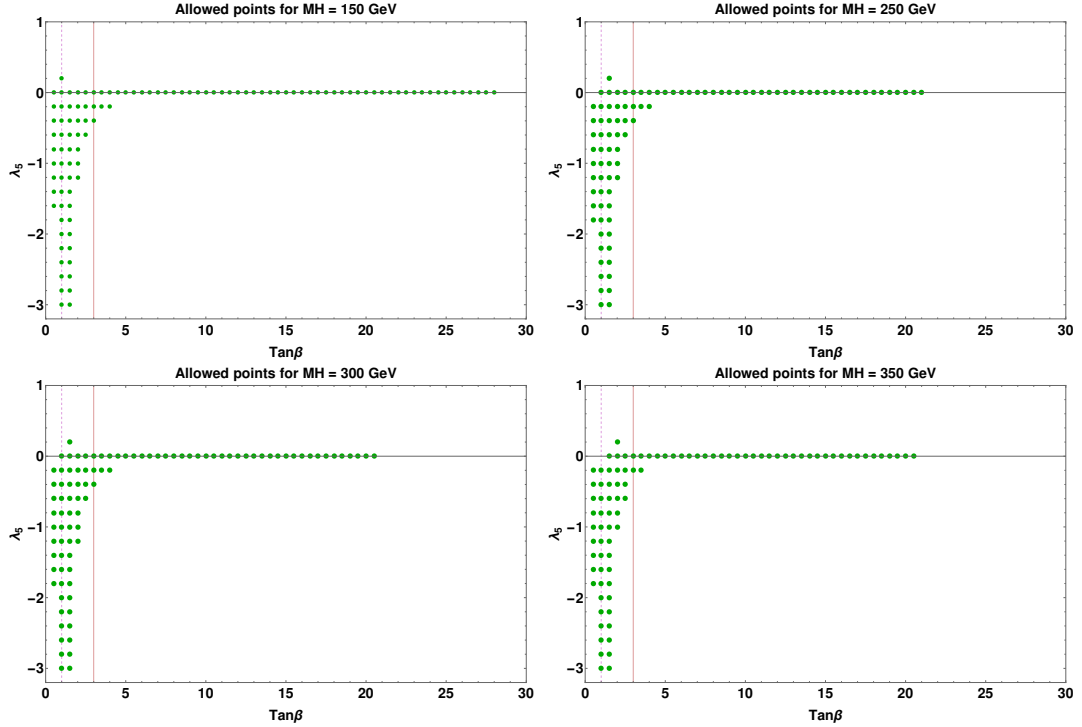 Allowed points for MH = 150 GeV
1
0
−1
−2
−3
λ5
0 5 10 15 20 25 30
Tanβ
Allowed points for MH = 250 GeV
1
0
−1
−2
−3
λ5
0 5 10 15 20 25 30
Tanβ
Allowed points for MH = 300 GeV
1
0
−1
−2
−3
λ5
0 5 10 15 20 25 30
Tanβ
Allowed points for MH = 350 GeV
1
0
−1
−2
−3
λ5
0 5 10 15 20 25 30
Tanβ